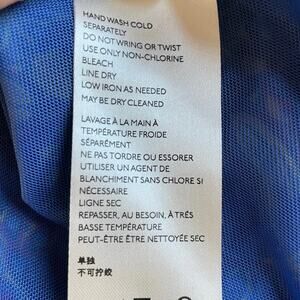 HAND WASH COLD
SEPARATELY
DO NOT WRING OR TWIST
USE ONLY NON-CHLORINE
BLEACH
LINE DRY
LOW IRON AS NEEDED
MAY BE DRY CLEANED
LAVAGE À LA MAIN À
TEMPÉRATURE FROIDE
SÉPARÉMENT
NE PAS TORDRE OU ESSORER
UTILISER UN AGENT DE
BLANCHIMENT SANS CHLORE SI
NÉCESSAIRE
LIGNE SEC
REPASSER, AU BESOIN, À TRÉS
BASSE TEMPÉRATURE
PEUT-ÊTRE ÊTRE NETTOYÉE SEC
单独
不可拧绞